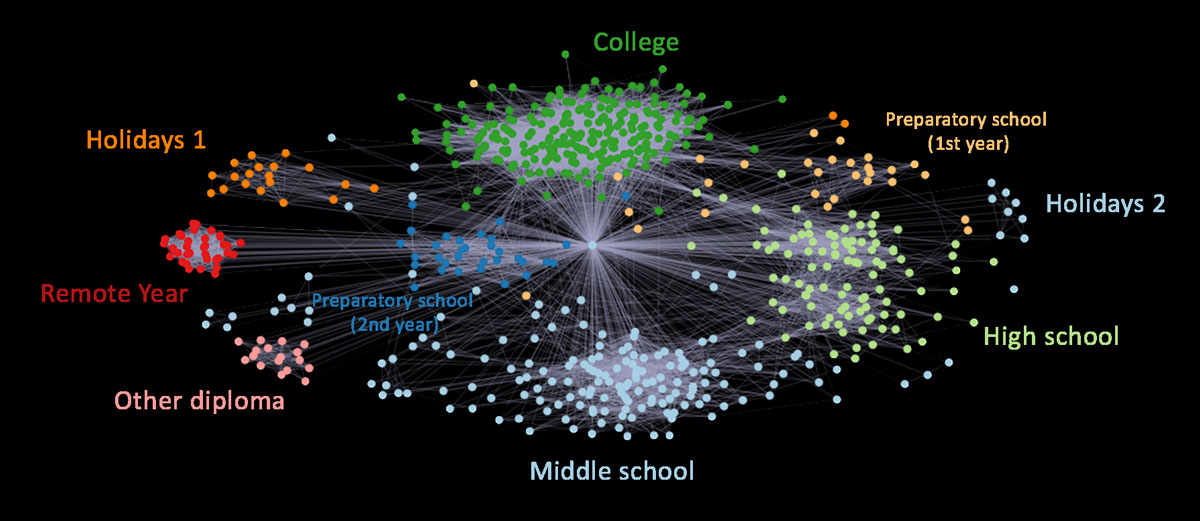 College
Preparatory school
(1st year)
Holidays 1
Holidays 2
Remote Year
Preparatory school
(2nd year)
High school
Other diploma
Middle school